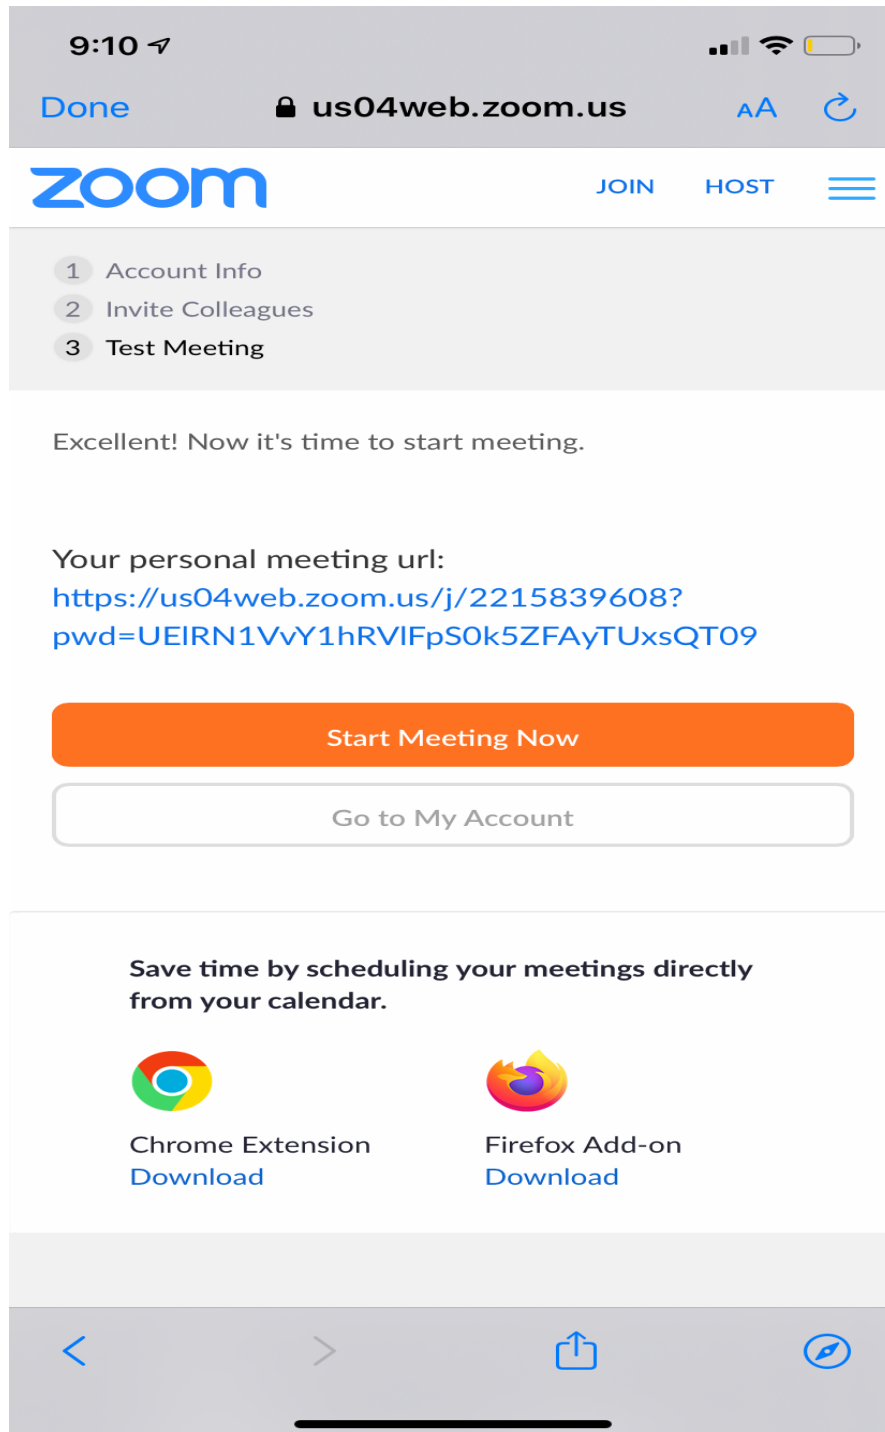 9:10
Done us04web.zoom.us AA
zoom JOIN HOST
1 Account Info
2 Invite Colleagues
3 Test Meeting
Excellent! Now it's time to start meeting.
Your personal meeting url:
https://us04web.zoom.us/j/2215839608?
pwd=UElRN1VvY1hRVlFpS0k5ZFAyTUxsQT09
Start Meeting Now
Go to My Account
Save time by scheduling your meetings directly
from your calendar.
Chrome Extension Firefox Add-on
Download Download